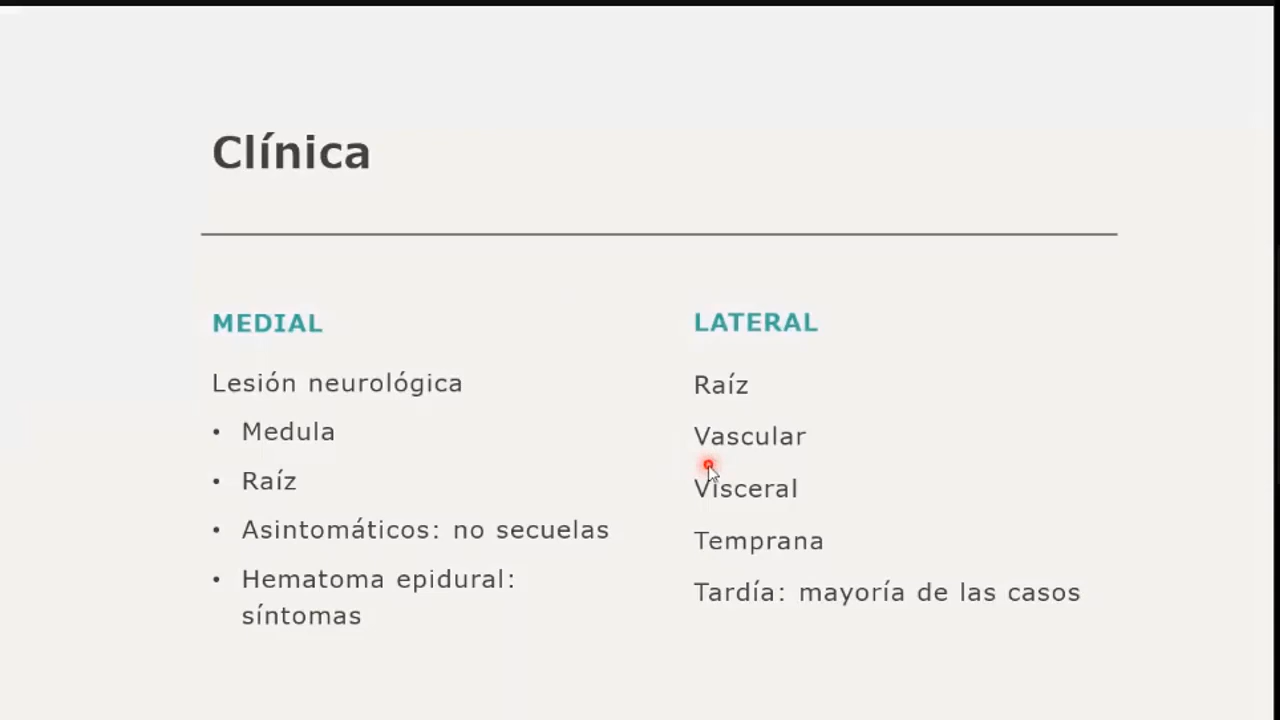 Clínica
MEDIAL
Lesión neurológica
• Medula
• Raíz
• Asintomáticos: no secuelas
• Hematoma epidural:
síntomas
LATERAL
Raíz
Vascular
Visceral
Temprana
Tardía: mayoría de las casos